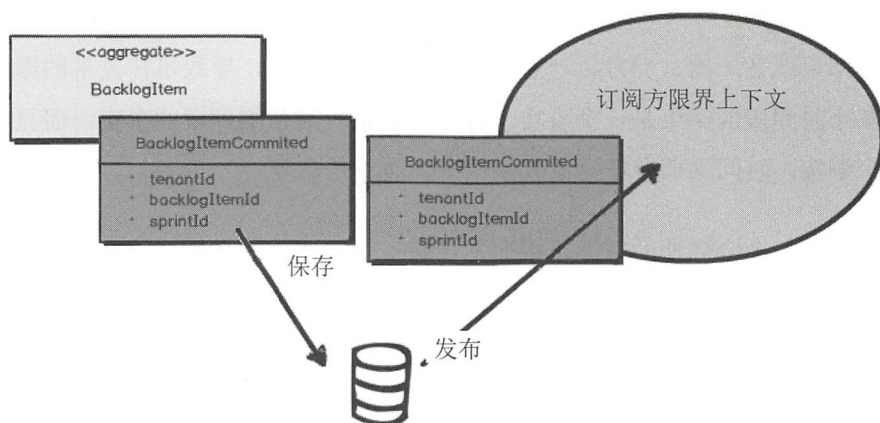 <<aggregate>>
BacklogItem
BacklogItemCommited
tenantId
backlogItemId
sprintId
BacklogItemCommited
tenantId
backlogItemId
sprintId
订阅方限界上下文
保存
发布